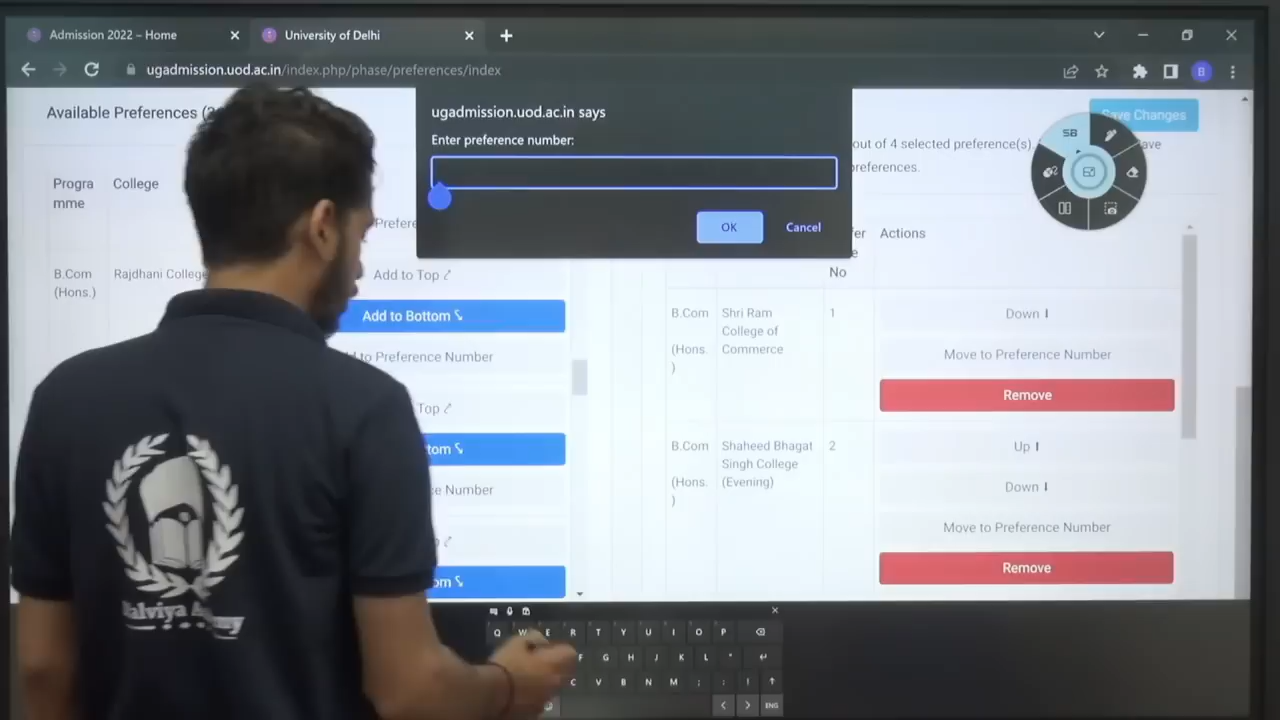 Admission 2022 – Home
University of Delhi
ugadmission.uod.ac.in/index.php/phase/preferences/index
B
Available Preferences
ugadmission.uod.ac.in says
Enter preference number:
OK
Cancel
Save Changes
out of 4 selected preference(s).
preferences.
SB
Progra
mme
College
Actions
No
B.Com
(Hons.)
Rajdhani College
Add to Top
Add to Bottom
to Preference Number
Top
Number
B.Com
(Hons.
)
Shri Ram
College of
Commerce
1
Down
Move to Preference Number
Remove
B.Com
(Hons.
)
Shaheed Bhagat
Singh College
(Evening)
2
Up
Down
Move to Preference Number
Remove
Q W E R T Y U I O P
F G H J K L
C V B N M ; : ! 
ENG